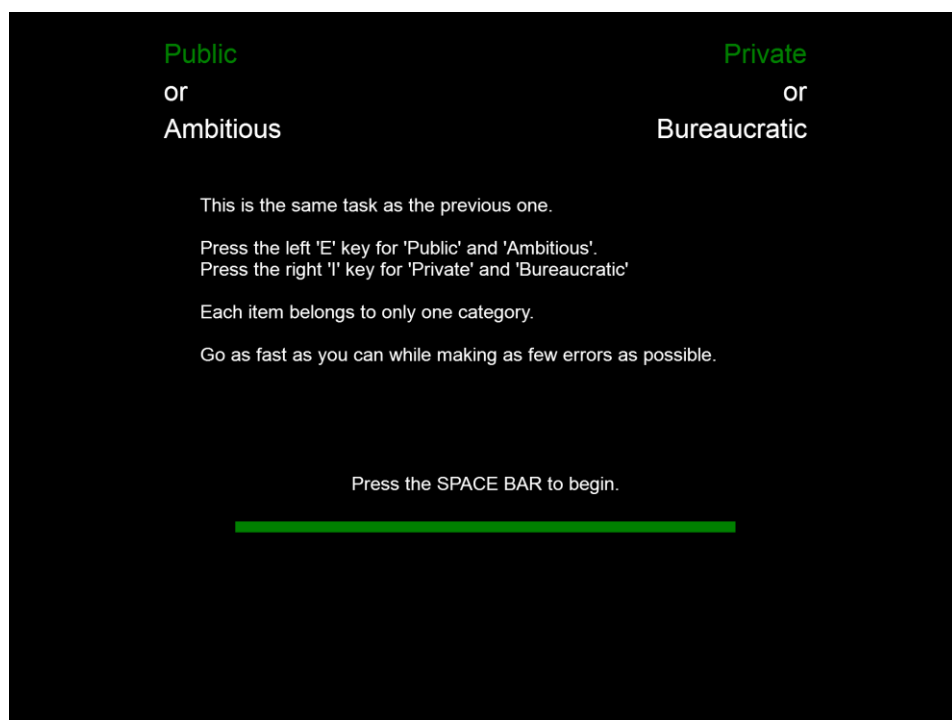 Public
Private
or
or
Ambitious
Bureaucratic
This is the same task as the previous one.
Press the left 'E' key for 'Public' and 'Ambitious'.
Press the right 'I' key for 'Private' and 'Bureaucratic'
Each item belongs to only one category.
Go as fast as you can while making as few errors as possible.
Press the SPACE BAR to begin.